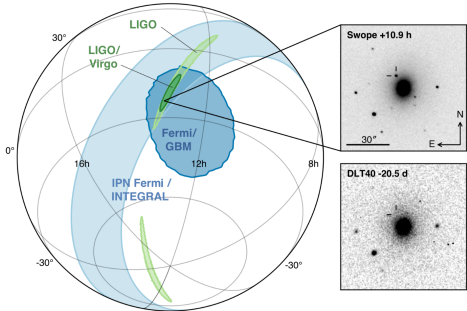 LIGO
30°
LIGO/
Virgo
Fermi/
GBM
0°
16h
12h
8h
IPN Fermi /
INTEGRAL
-30°
-30°
Swope +10.9 h
N
30"
E
DLT40 -20.5 d